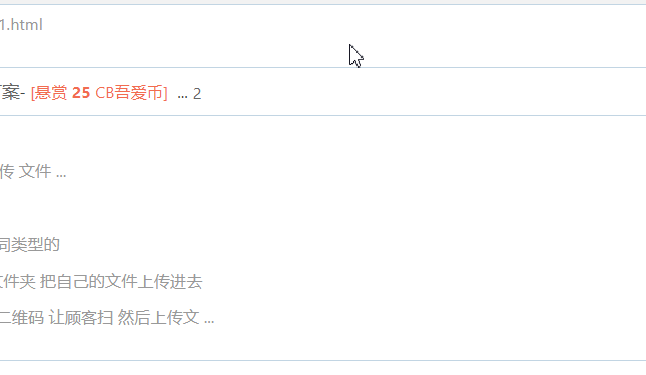 1.html
案- [悬赏 25 CB吾爱币] ... 2
传 文件 ...
同类型的
文件夹 把自己的文件上传进去
二维码 让顾客扫 然后上传文 ...